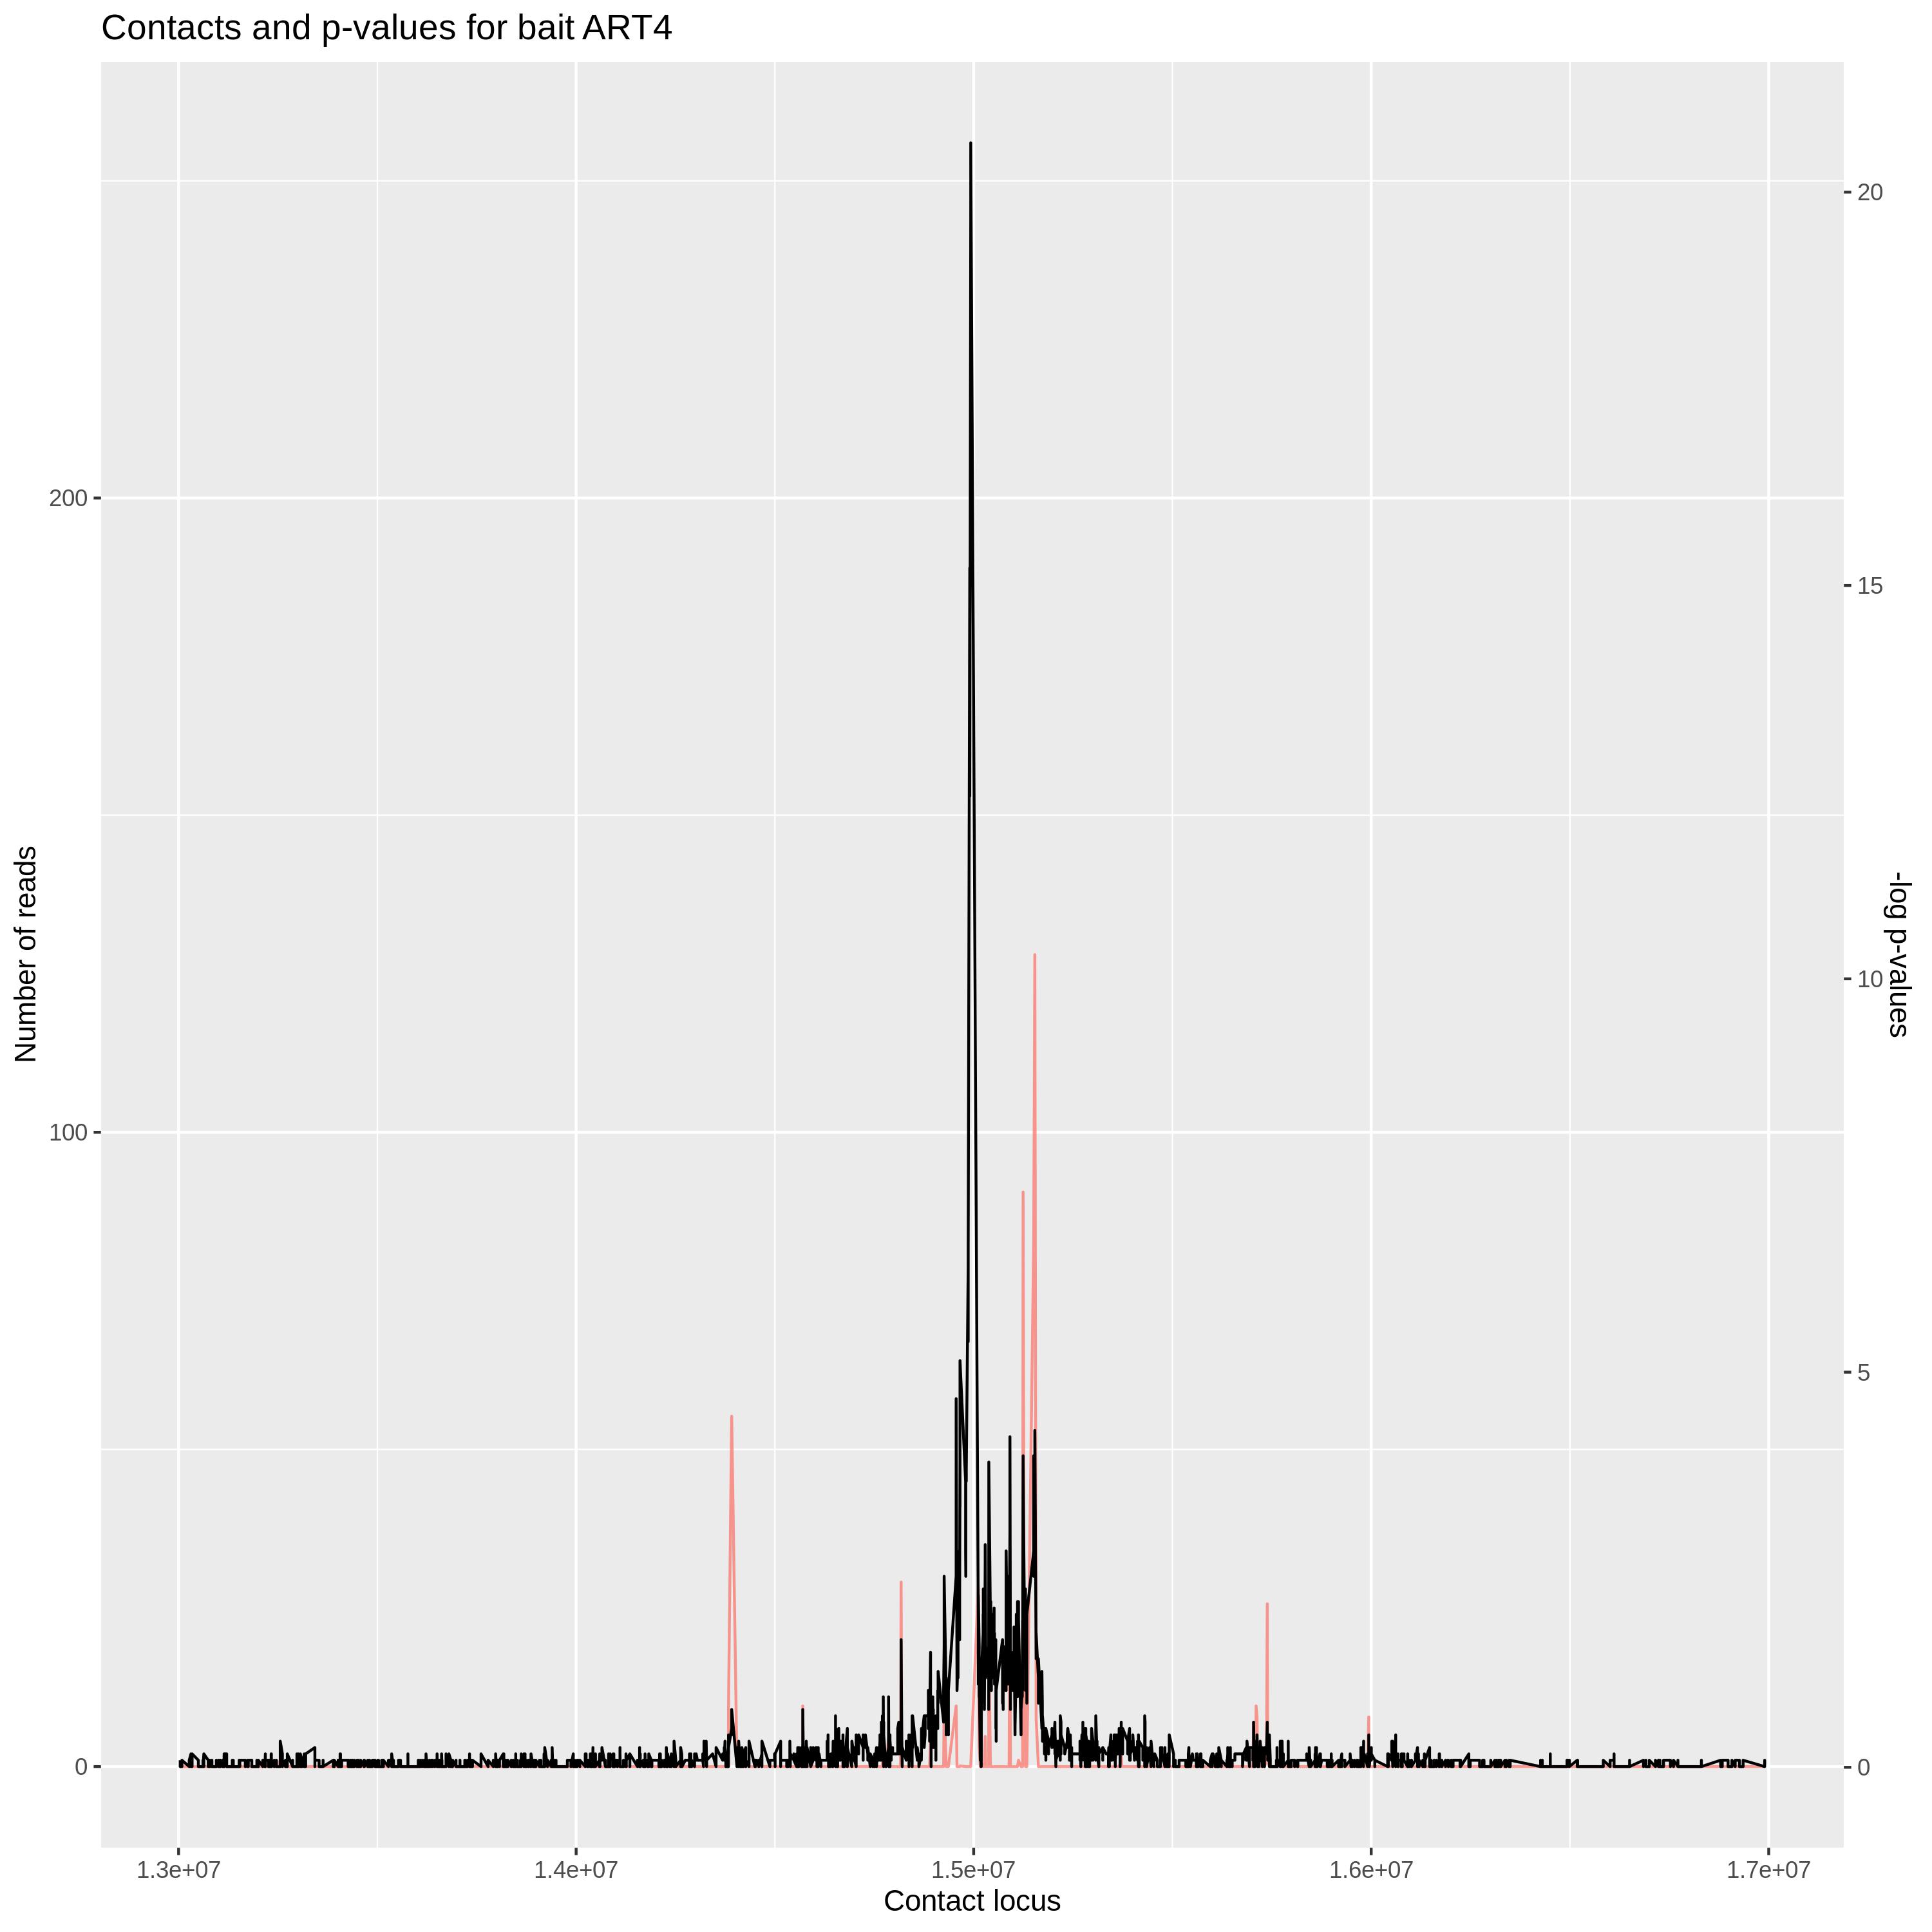 Contacts and p-values for bait ART4
Number of reads
200
100
0
20
15
10
5
0
-log p-values
1.3e+07
1.4e+07
1.5e+07
1.6e+07
1.7e+07
Contact locus